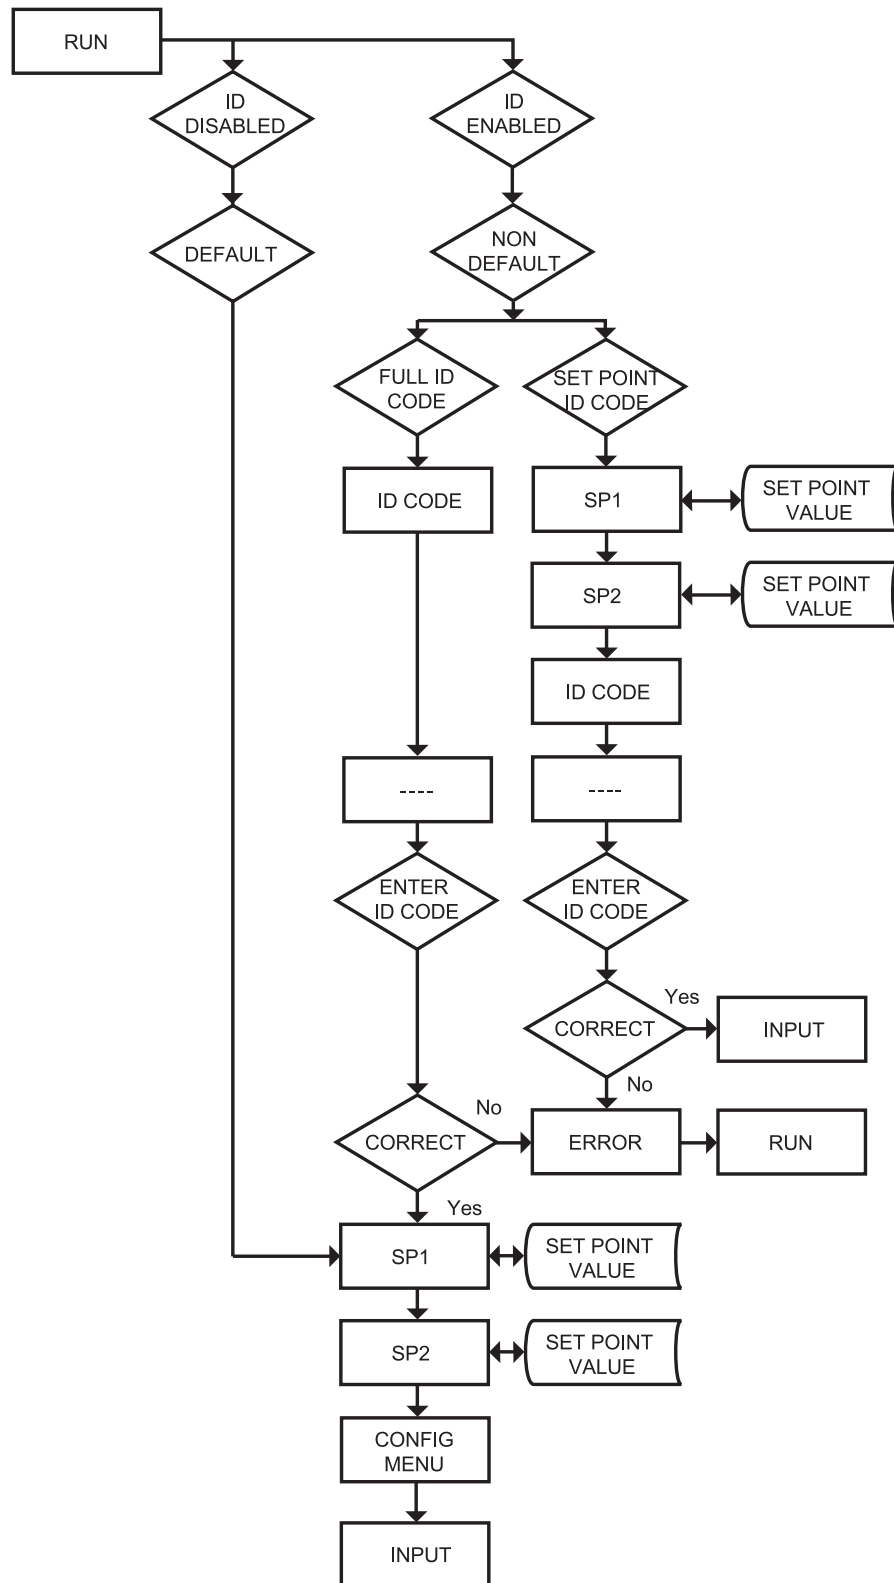 RUN
ID
DISABLED
ID
ENABLED
DEFAULT
NON
DEFAULT
FULL ID
CODE
SET POINT
ID CODE
ID CODE
SP1
SET POINT
VALUE
SP2
SET POINT
VALUE
ID CODE
----
----
ENTER
ID CODE
ENTER
ID CODE
CORRECT
Yes
INPUT
No
CORRECT
No
ERROR
RUN
Yes
SP1
SET POINT
VALUE
SP2
SET POINT
VALUE
CONFIG
MENU
INPUT